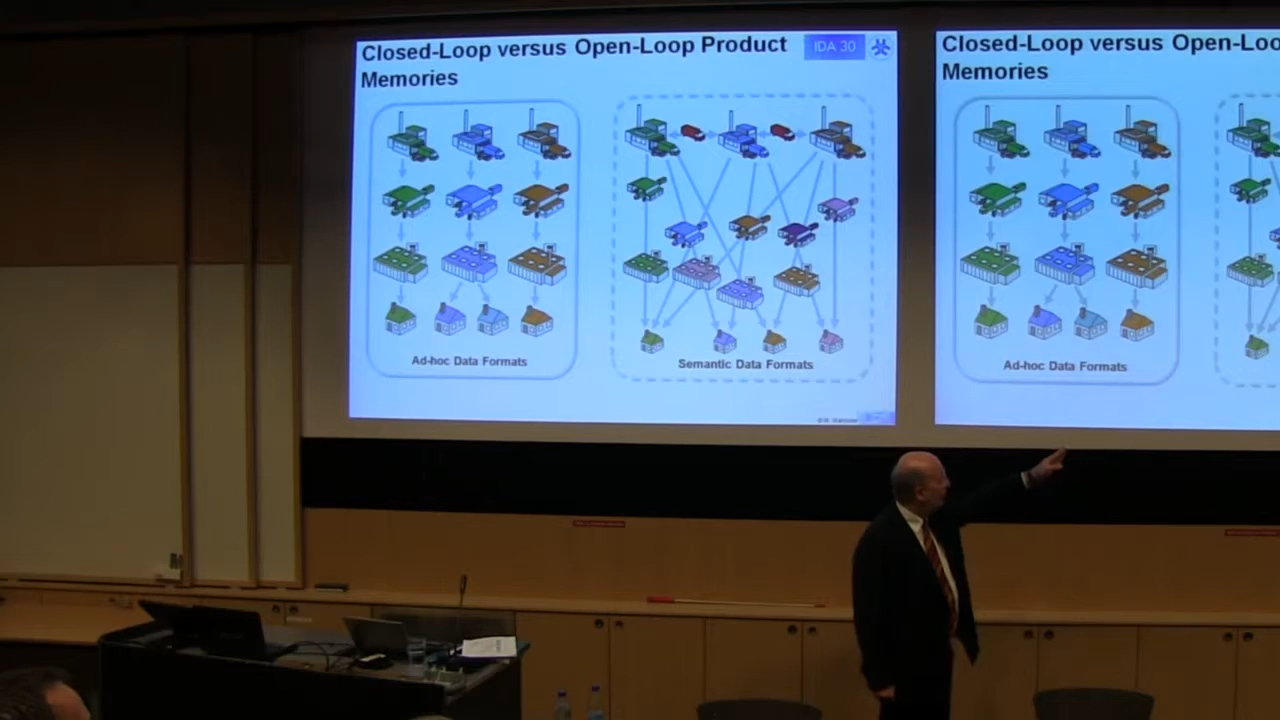 Closed-Loop versus Open-Loop Product
Memories
IDA 30
Ad-hoc Data Formats
Semantic Data Formats
Closed-Loop versus Open-Loo
Memories
Ad-hoc Data Formats